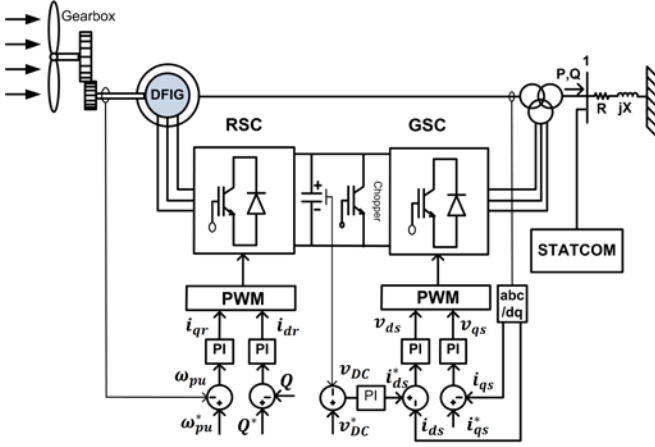 Gearbox
DFIG
RSC
GSC
P,Q
1
R
jX
+
−
Chopper
STATCOM
PWM
PWM
abc
/dq
i_qr
i_dr
v_ds
v_qs
PI
PI
PI
PI
ω_pu
Q
v_DC
PI
i*_ds
i_qs
ω*_pu
Q*
v*_DC
i_ds
i*_qs